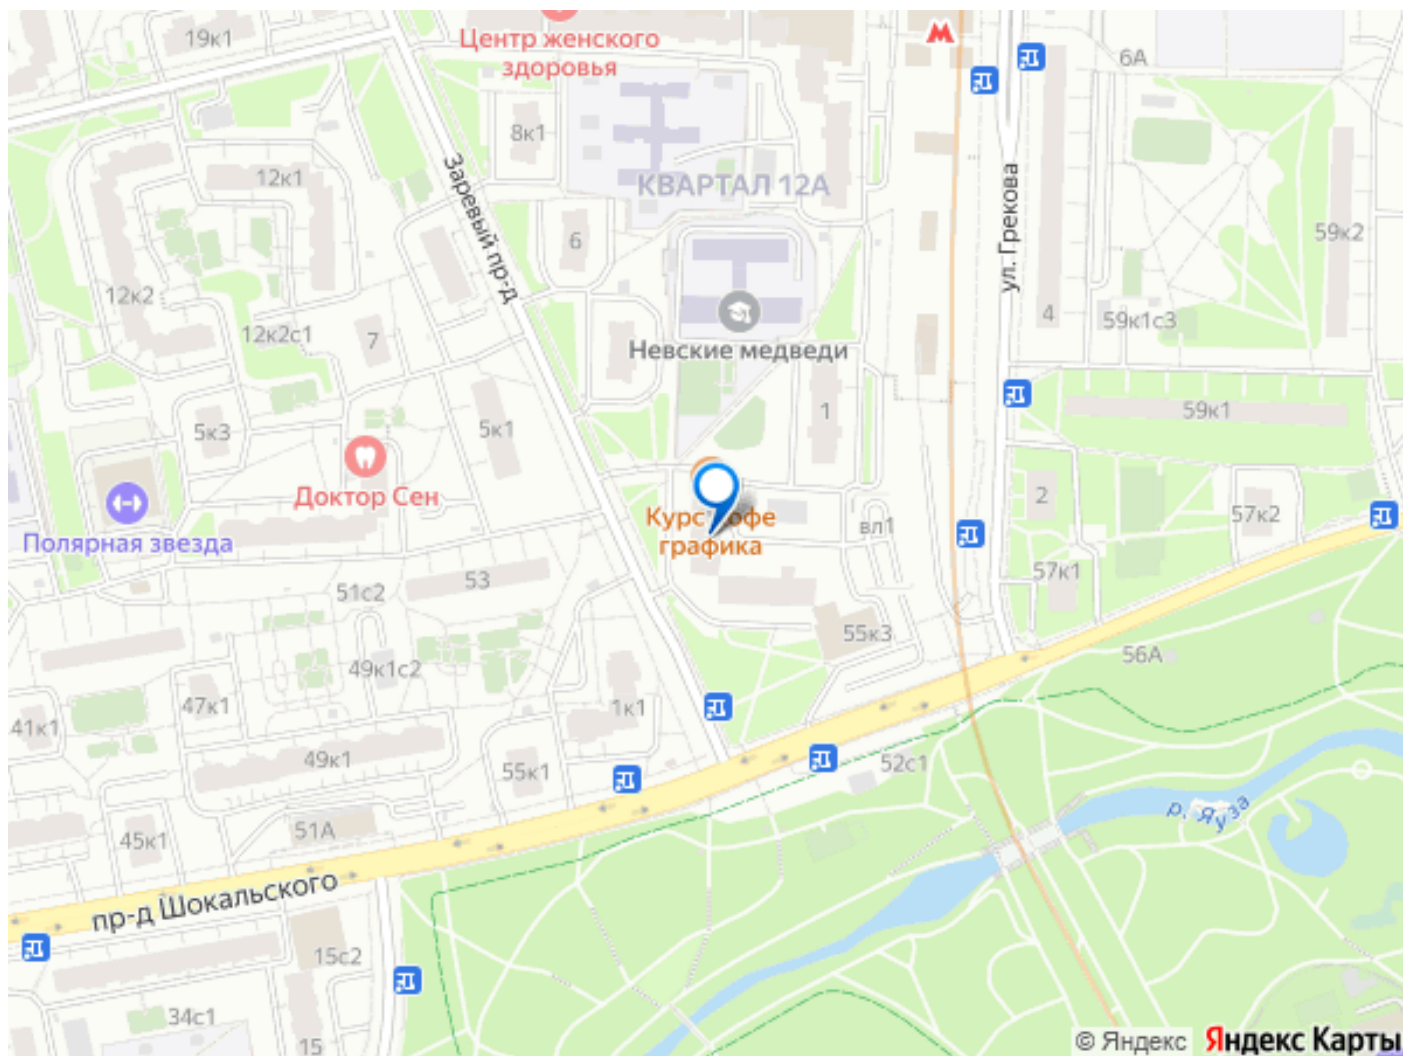 19к1
Центр женского
здоровья
6А
8к1
Заревый пр-д
КВАРТАЛ 12А
12к1
ул. Грекова
6
59к2
12к2
12к2с1
7
4
59к1с3
Невские медведи
5к3
5к1
1
59к1
Доктор Сен
2
Полярная звезда
Курс кофе
графика
вл1
57к2
53
51с2
57к1
55к3
49к1с2
56А
47к1
1к1
41к1
49к1
55к1
52с1
р. Яуза
51А
45к1
пр-д Шокальского
15с2
34с1
15
© Яндекс Яндекс Карты